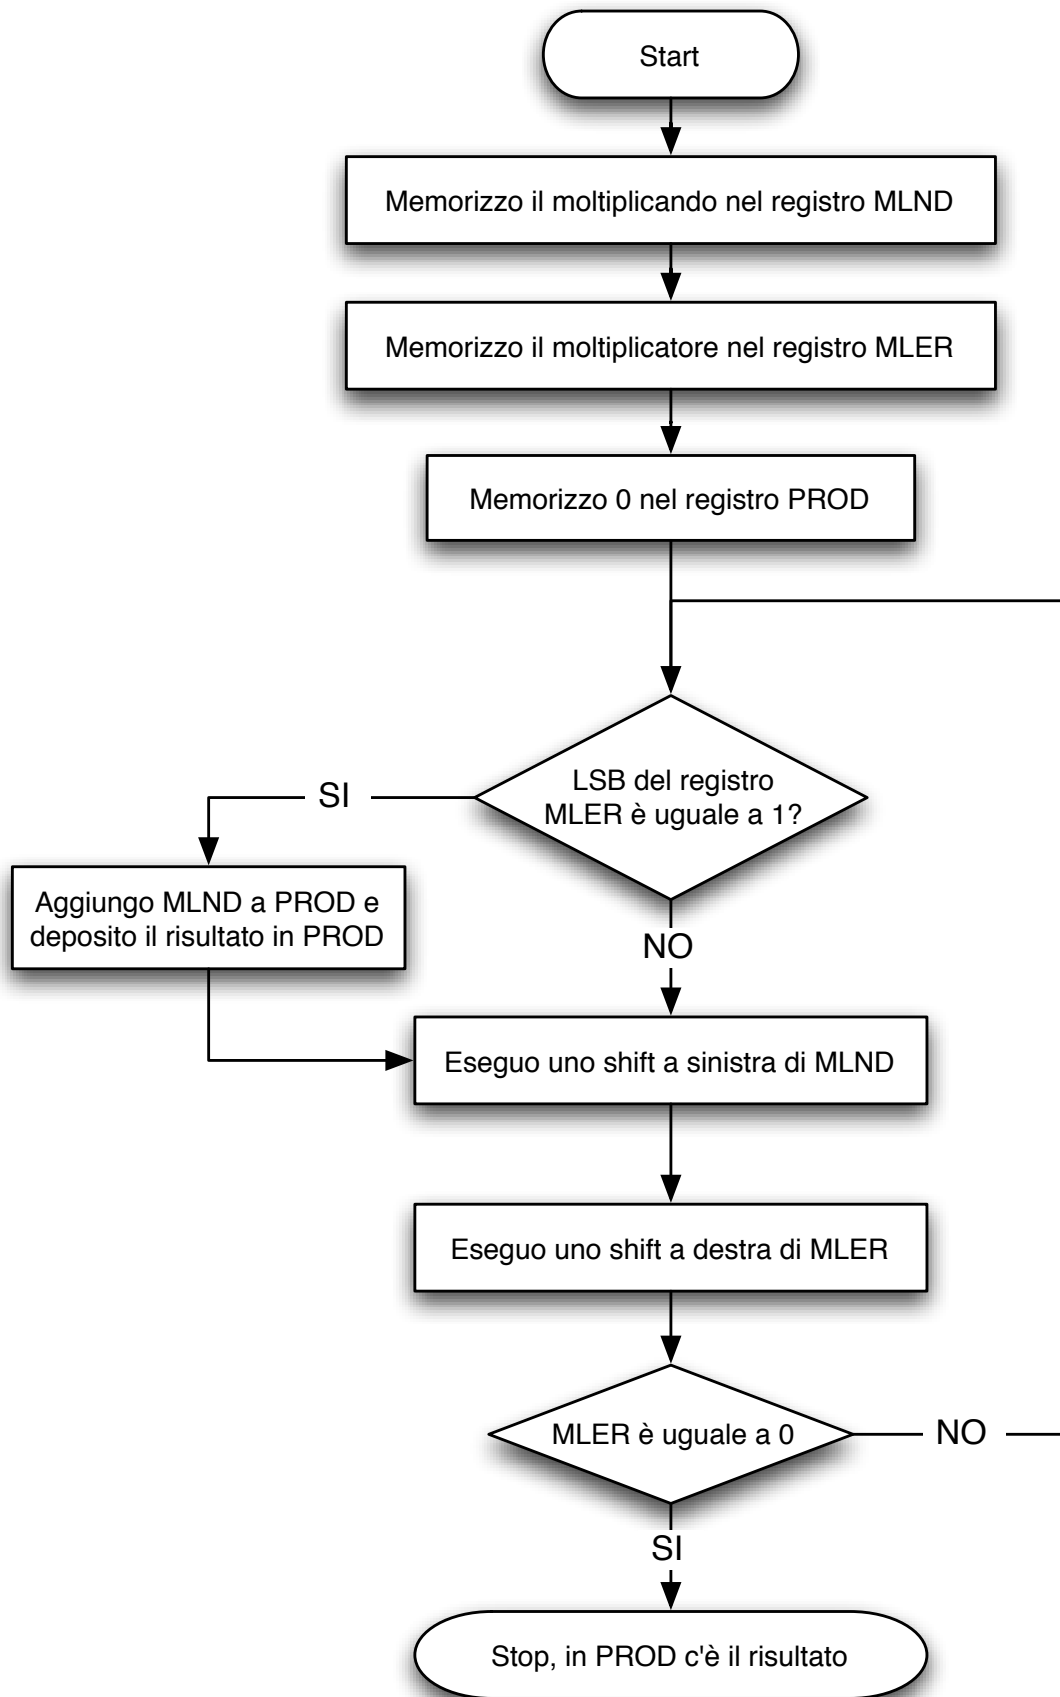 Start
Memorizzo il moltiplicando nel registro MLND
Memorizzo il moltiplicatore nel registro MLER
Memorizzo 0 nel registro PROD
LSB del registro
MLER è uguale a 1?
SI
Aggiungo MLND a PROD e
deposito il risultato in PROD
NO
Eseguo uno shift a sinistra di MLND
Eseguo uno shift a destra di MLER
MLER è uguale a 0
NO
SI
Stop, in PROD c'è il risultato